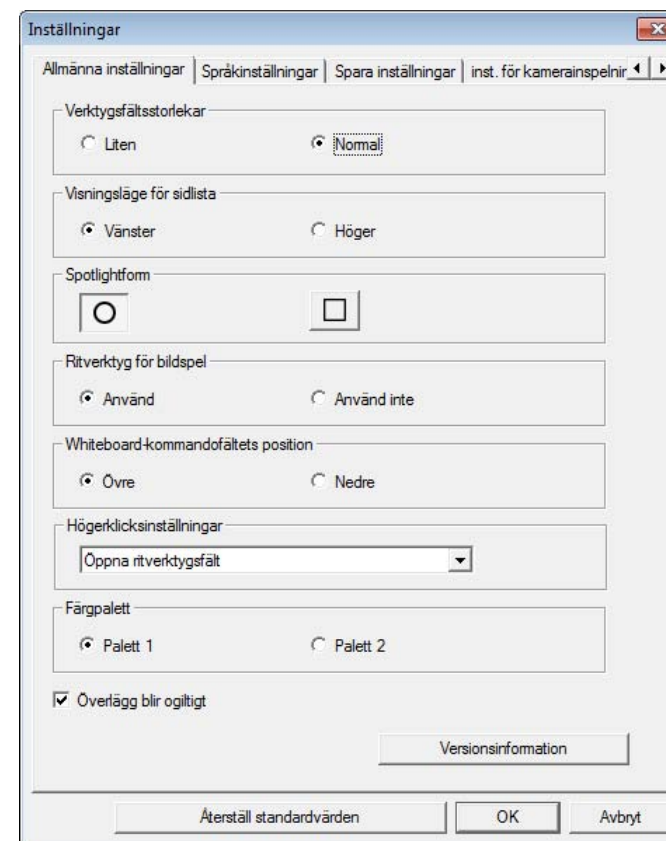 Inställningar
Allmänna inställningar Språkinställningar Spara inställningar inst. för kamerainspelnir
Verktygsfältsstorlekar
Liten Normal
Visningsläge för sidlista
Vänster Höger
Spotlightform
Ritverktyg för bildspel
Använd Använd inte
Whiteboard-kommandofältets position
Övre Nedre
Högerklicksinställningar
Öppna ritverktygsfält
Färgpalett
Palett 1 Palett 2
Överlägg blir ogiltigt
Versionsinformation
Återställ standardvärden OK Avbryt